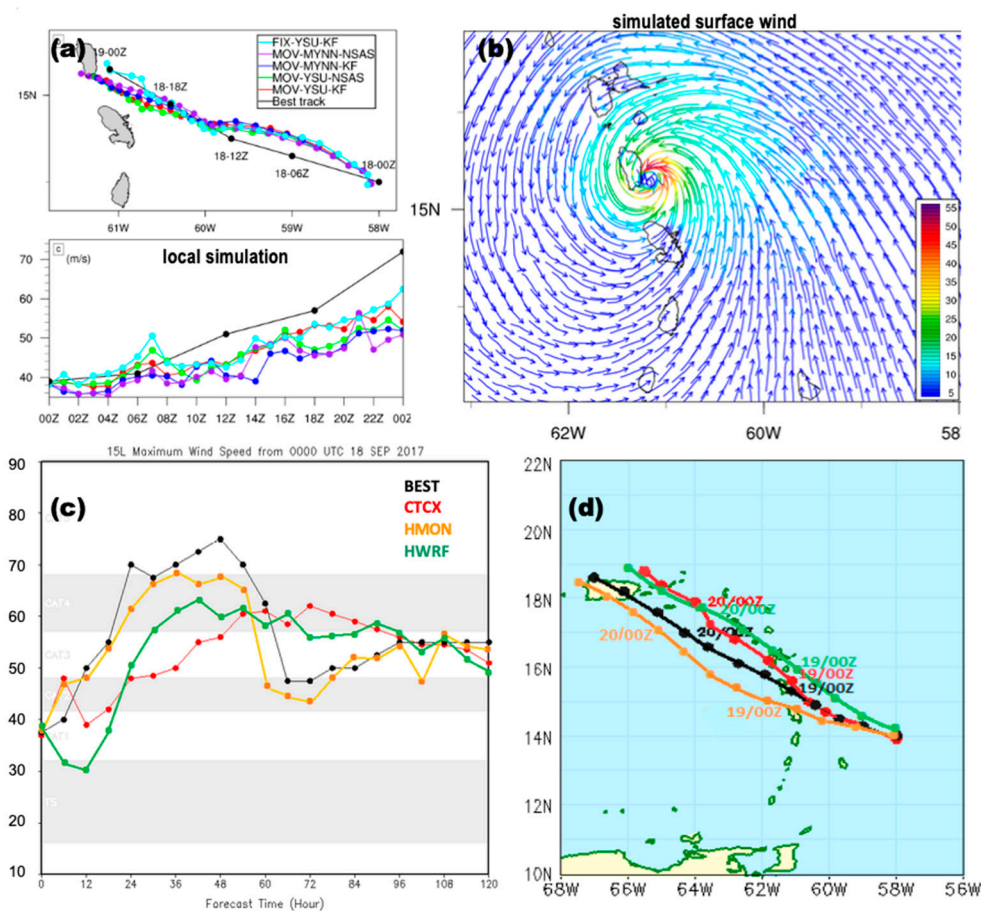 (a)
19-00Z
FIX-YSU-KF
MOV-MYNN-NSAS
MOV-MYNN-KF
MOV-YSU-NSAS
MOV-YSU-KF
Best track
15N
18-18Z
18-12Z
18-06Z
18-00Z
61W 60W 59W 58W
c
(m/s)
local simulation
70
60
50
40
00Z 02Z 04Z 06Z 08Z 10Z 12Z 14Z 16Z 18Z 20Z 22Z 00Z
simulated surface wind
(b)
15N
55
50
45
40
35
30
25
20
15
10
5
62W 60W 58
15L Maximum Wind Speed from 0000 UTC 18 SEP 2017
(c)
BEST
CTCX
HMON
HWRF
90
80
70
60
50
40
30
20
10
CAT4
CAT3
CAT1
TS
0 12 24 36 48 60 72 84 96 108 120
Forecast Time (Hour)
(d)
22N
20N
18N
16N
14N
12N
10N
20/00Z
20/00Z
20/00Z
20/00Z
19/00Z
19/00Z
19/00Z
19/00Z
68W 66W 64W 62W 60W 58W 56W